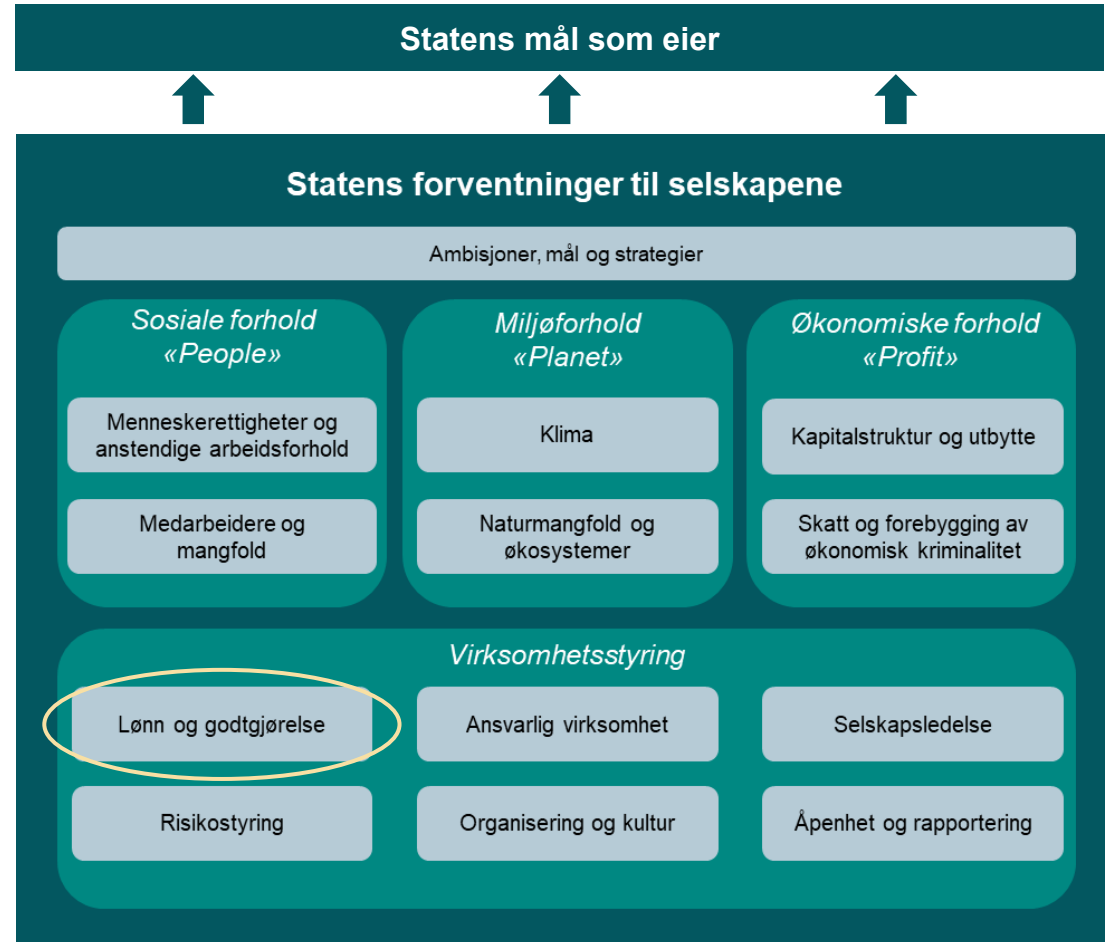 Statens mål som eier
Statens forventninger til selskapene
Ambisjoner, mål og strategier
Sosiale forhold
«People»
Menneskerettigheter og
anstendige arbeidsforhold
Medarbeidere og
mangfold
Miljøforhold
«Planet»
Klima
Naturmangfold og
økosystemer
Økonomiske forhold
«Profit»
Kapitalstruktur og utbytte
Skatt og forebygging av
økonomisk kriminalitet
Virksomhetsstyring
Lønn og godtgjørelse
Ansvarlig virksomhet
Selskapsledelse
Risikostyring
Organisering og kultur
Åpenhet og rapportering